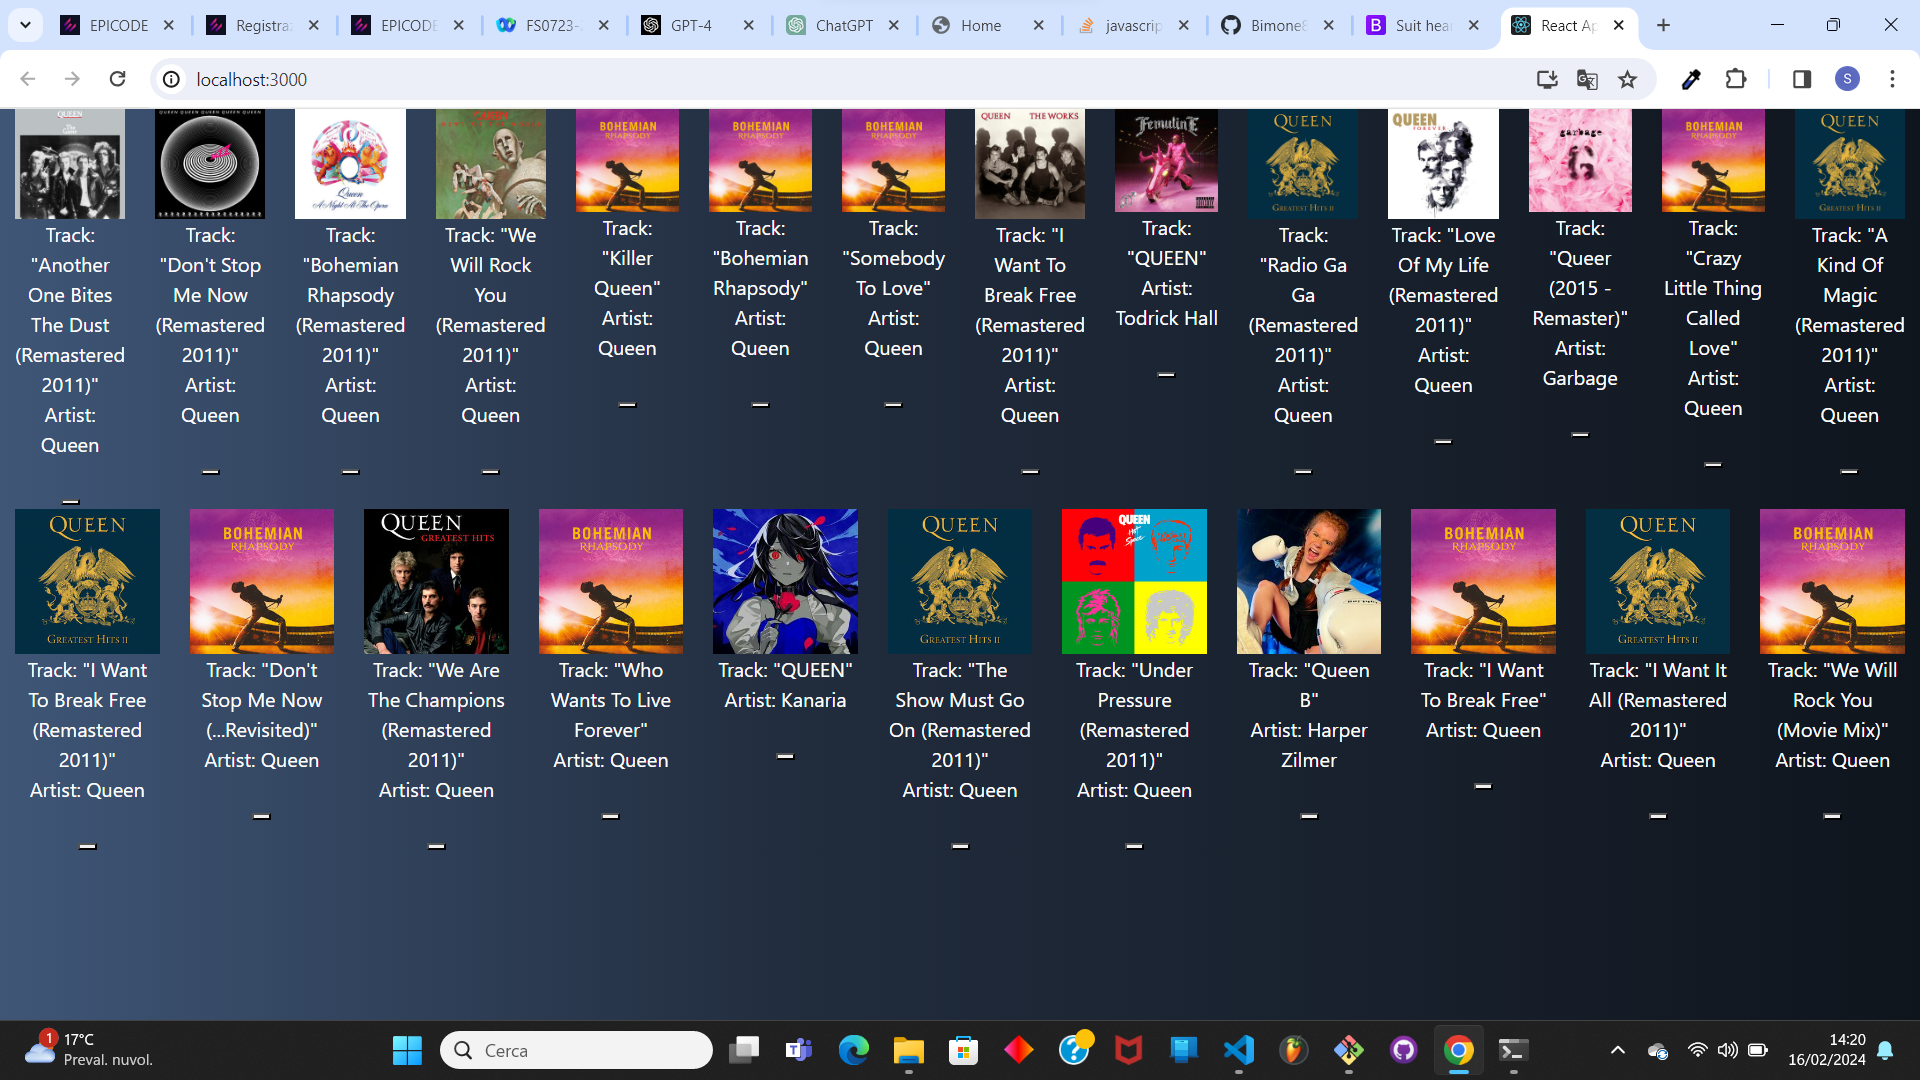 EPICODE
Registra
EPICODE
FS0723-
GPT-4
ChatGPT
Home
javascrip
Bimone8
Suit hear
React Ap
localhost:3000
S
QUEEN
QUEEN QUEEN QUEEN QUEEN QUEEN
Queen
A Night At The Opera
BOHEMIAN
RHAPSODY
BOHEMIAN
RHAPSODY
BOHEMIAN
RHAPSODY
QUEEN THE WORKS
FemulinE
QUEEN
GREATEST HITS II
QUEEN
FOREVER
garbage
BOHEMIAN
RHAPSODY
QUEEN
GREATEST HITS II
Track:
"Another
One Bites
The Dust
(Remastered
2011)"
Artist:
Queen
Track:
"Don't Stop
Me Now
(Remastered
2011)"
Artist:
Queen
Track:
"Bohemian
Rhapsody
(Remastered
2011)"
Artist:
Queen
Track: "We
Will Rock
You
(Remastered
2011)"
Artist:
Queen
Track:
"Killer
Queen"
Artist:
Queen
Track:
"Bohemian
Rhapsody"
Artist:
Queen
Track:
"Somebody
To Love"
Artist:
Queen
Track: "I
Want To
Break Free
(Remastered
2011)"
Artist:
Queen
Track:
"QUEEN"
Artist:
Todrick Hall
Track:
"Radio Ga
Ga
(Remastered
2011)"
Artist:
Queen
Track: "Love
Of My Life
(Remastered
2011)"
Artist:
Queen
Track:
"Queer
(2015 -
Remaster)"
Artist:
Garbage
Track:
"Crazy
Little Thing
Called
Love"
Artist:
Queen
Track: "A
Kind Of
Magic
(Remastered
2011)"
Artist:
Queen
QUEEN
GREATEST HITS II
BOHEMIAN
RHAPSODY
QUEEN
GREATEST HITS
BOHEMIAN
RHAPSODY
QUEEN
GREATEST HITS II
QUEEN
Hot
Space
BOHEMIAN
RHAPSODY
QUEEN
GREATEST HITS II
BOHEMIAN
RHAPSODY
Track: "I Want
To Break Free
(Remastered
2011)"
Artist: Queen
Track: "Don't
Stop Me Now
(...Revisited)"
Artist: Queen
Track: "We Are
The Champions
(Remastered
2011)"
Artist: Queen
Track: "Who
Wants To Live
Forever"
Artist: Queen
Track: "QUEEN"
Artist: Kanaria
Track: "The
Show Must Go
On (Remastered
2011)"
Artist: Queen
Track: "Under
Pressure
(Remastered
2011)"
Artist: Queen
Track: "Queen
B"
Artist: Harper
Zilmer
Track: "I Want
To Break Free"
Artist: Queen
Track: "I Want It
All (Remastered
2011)"
Artist: Queen
Track: "We Will
Rock You
(Movie Mix)"
Artist: Queen
1
17°C
Preval. nuvol.
Cerca
14:20
16/02/2024